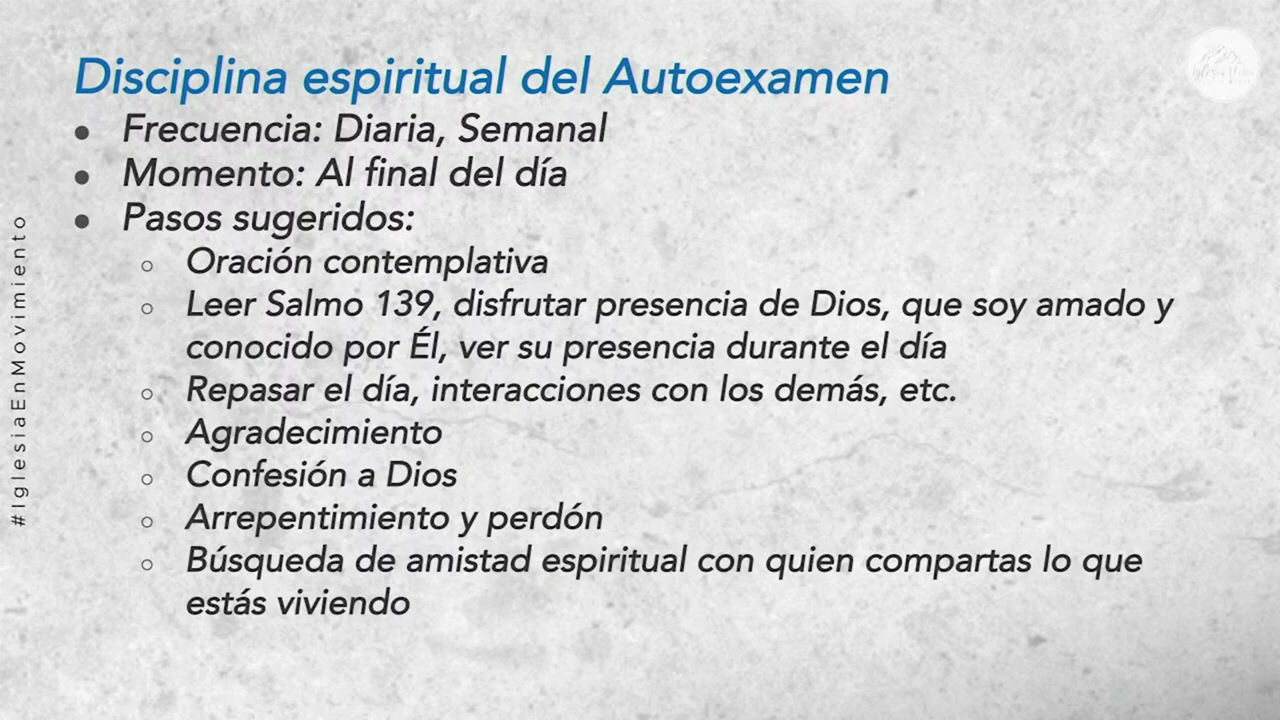 Disciplina espiritual del Autoexamen
● Frecuencia: Diaria, Semanal
● Momento: Al final del día
● Pasos sugeridos:
○ Oración contemplativa
○ Leer Salmo 139, disfrutar presencia de Dios, que soy amado y
conocido por Él, ver su presencia durante el día
○ Repasar el día, interacciones con los demás, etc.
○ Agradecimiento
○ Confesión a Dios
○ Arrepentimiento y perdón
○ Búsqueda de amistad espiritual con quien compartas lo que
estás viviendo
#IglesiaEnMovimiento